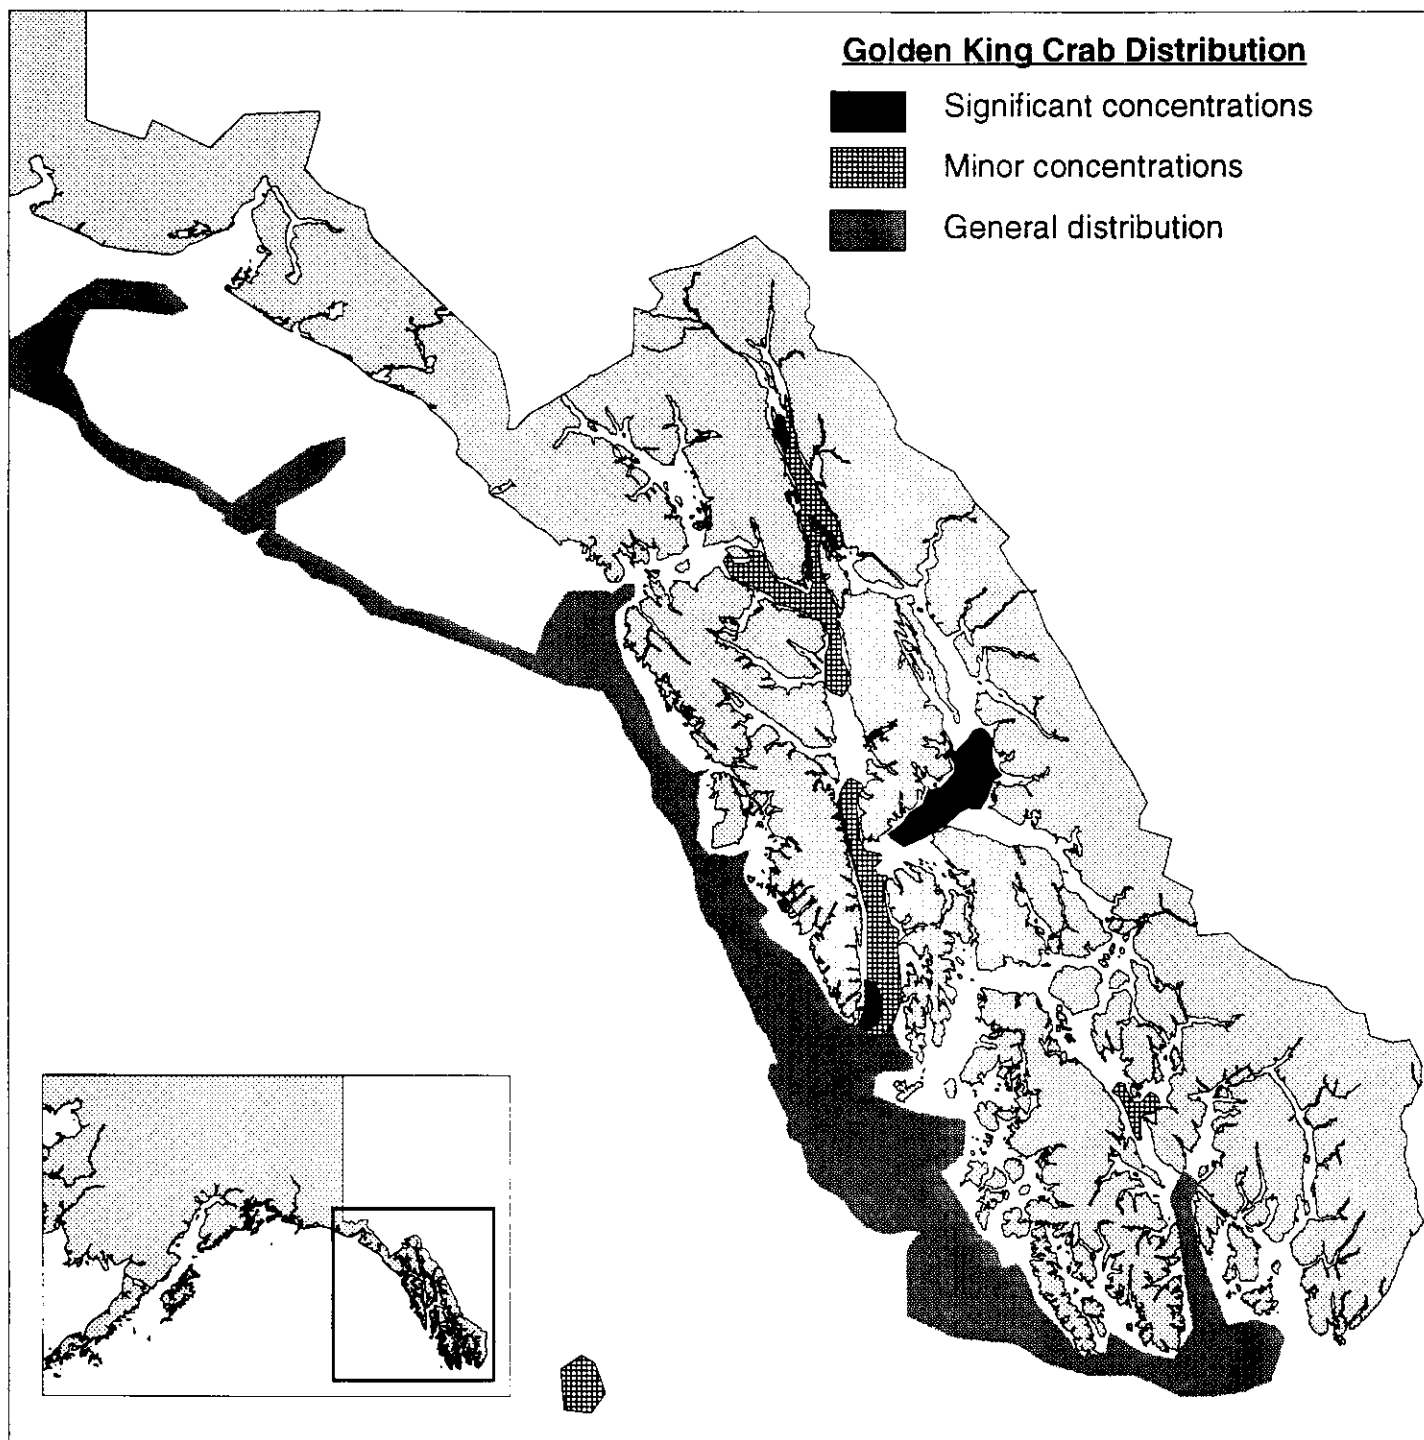 Golden King Crab Distribution
Significant concentrations
Minor concentrations
General distribution